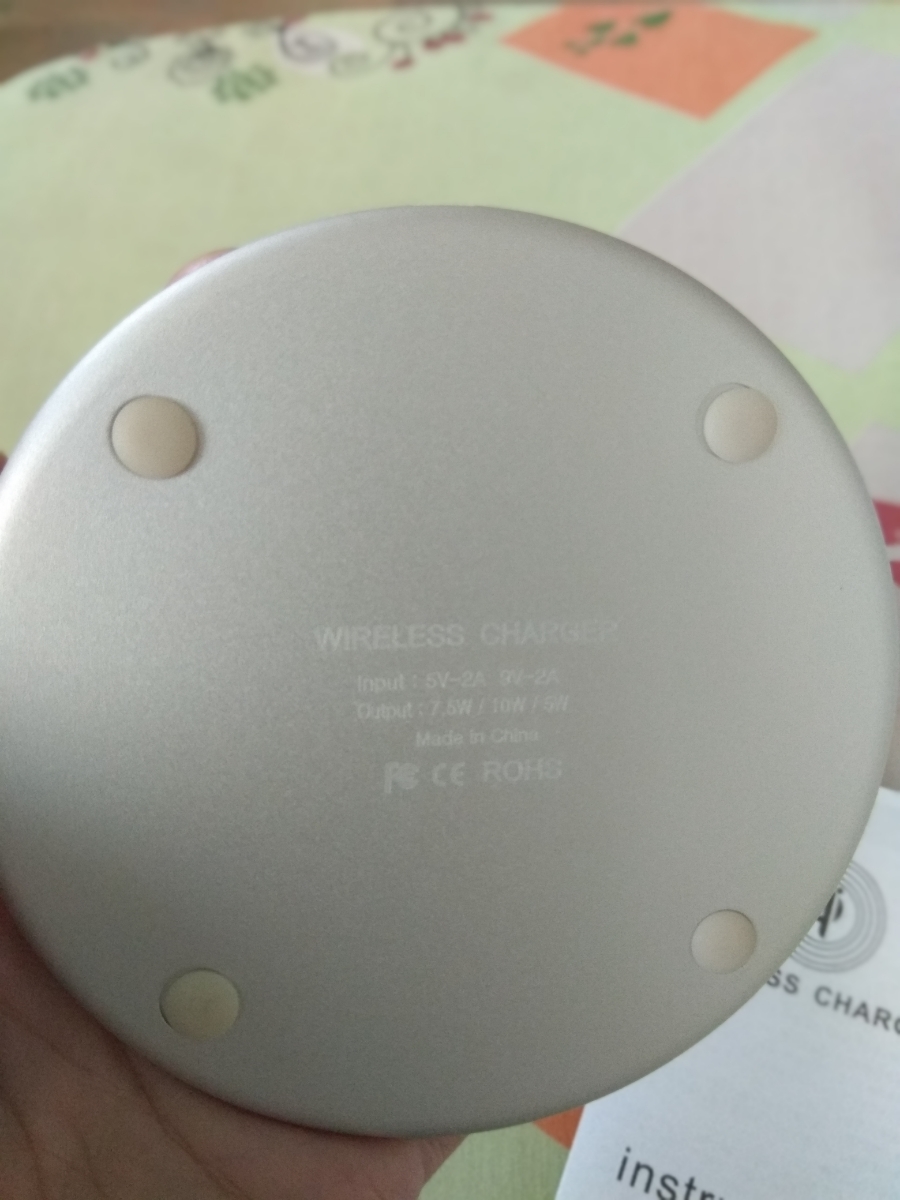 WIRELESS CHARGER
Input : 5V-2A 9V-2A
Output : 7.5W / 10W / 5W
Made in China
FC CE ROHS
SS CHARG
instru